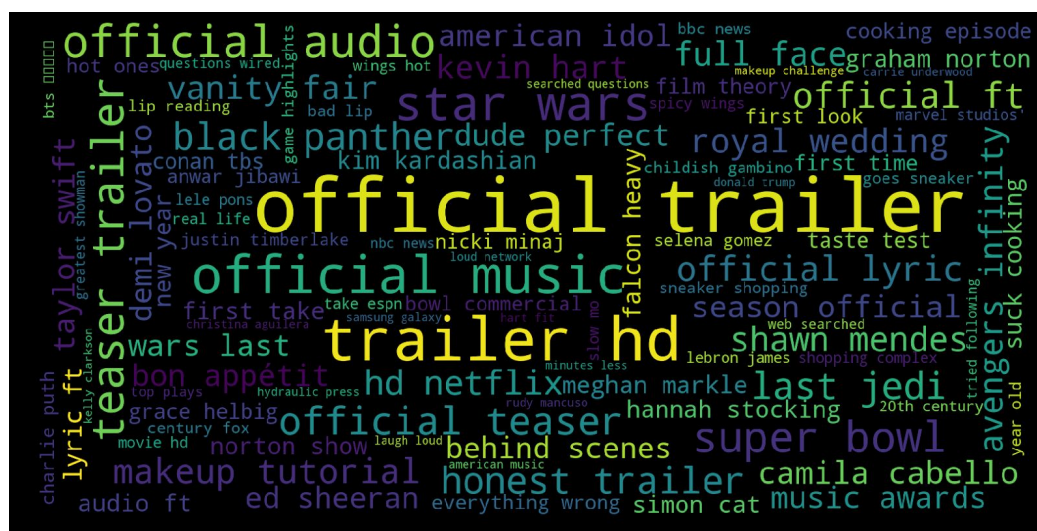 official audio
american idol
bbc news
cooking episode
hot ones
questions wired
wings hot
kevin hart
full face
graham norton
bts
teaser trailer
vanity fair
game highlights
searched questions
makeup challenge
carrie underwood
film theory
official ft
lip reading
bad lip
star wars
spicy wings
first look
marvel studios'
taylor swift
demi lovato
black panther
dude perfect
royal wedding
avengers infinity
suck cooking
conan tbs
kim kardashian
childish gambino
first time
anwar jibawi
donald trump
goes sneaker
greatest showman
new year
lele pons
real life
official trailer
falcon heavy
justin timberlake
nbc news
nicki minaj
selena gomez
taste test
loud network
official music
official lyric
sneaker shopping
samsung galaxy
first take
take espn
bowl commercial
hart fit
slow mo
season official
christina aguilera
web searched
wars last
trailer hd
shawn mendes
lebron james
shopping complex
tried following
kelly clarkson
bon appétit
minutes less
top plays
hydraulic press
hd netflix
meghan markle
last jedi
charlie puth
lyric ft
grace helbig
rudy mancuso
hannah stocking
20th century
year old
century fox
official teaser
movie hd
norton show
laugh loud
behind scenes
super bowl
makeup tutorial
american music
honest trailer
camila cabello
audio ft
ed sheeran
everything wrong
simon cat
music awards